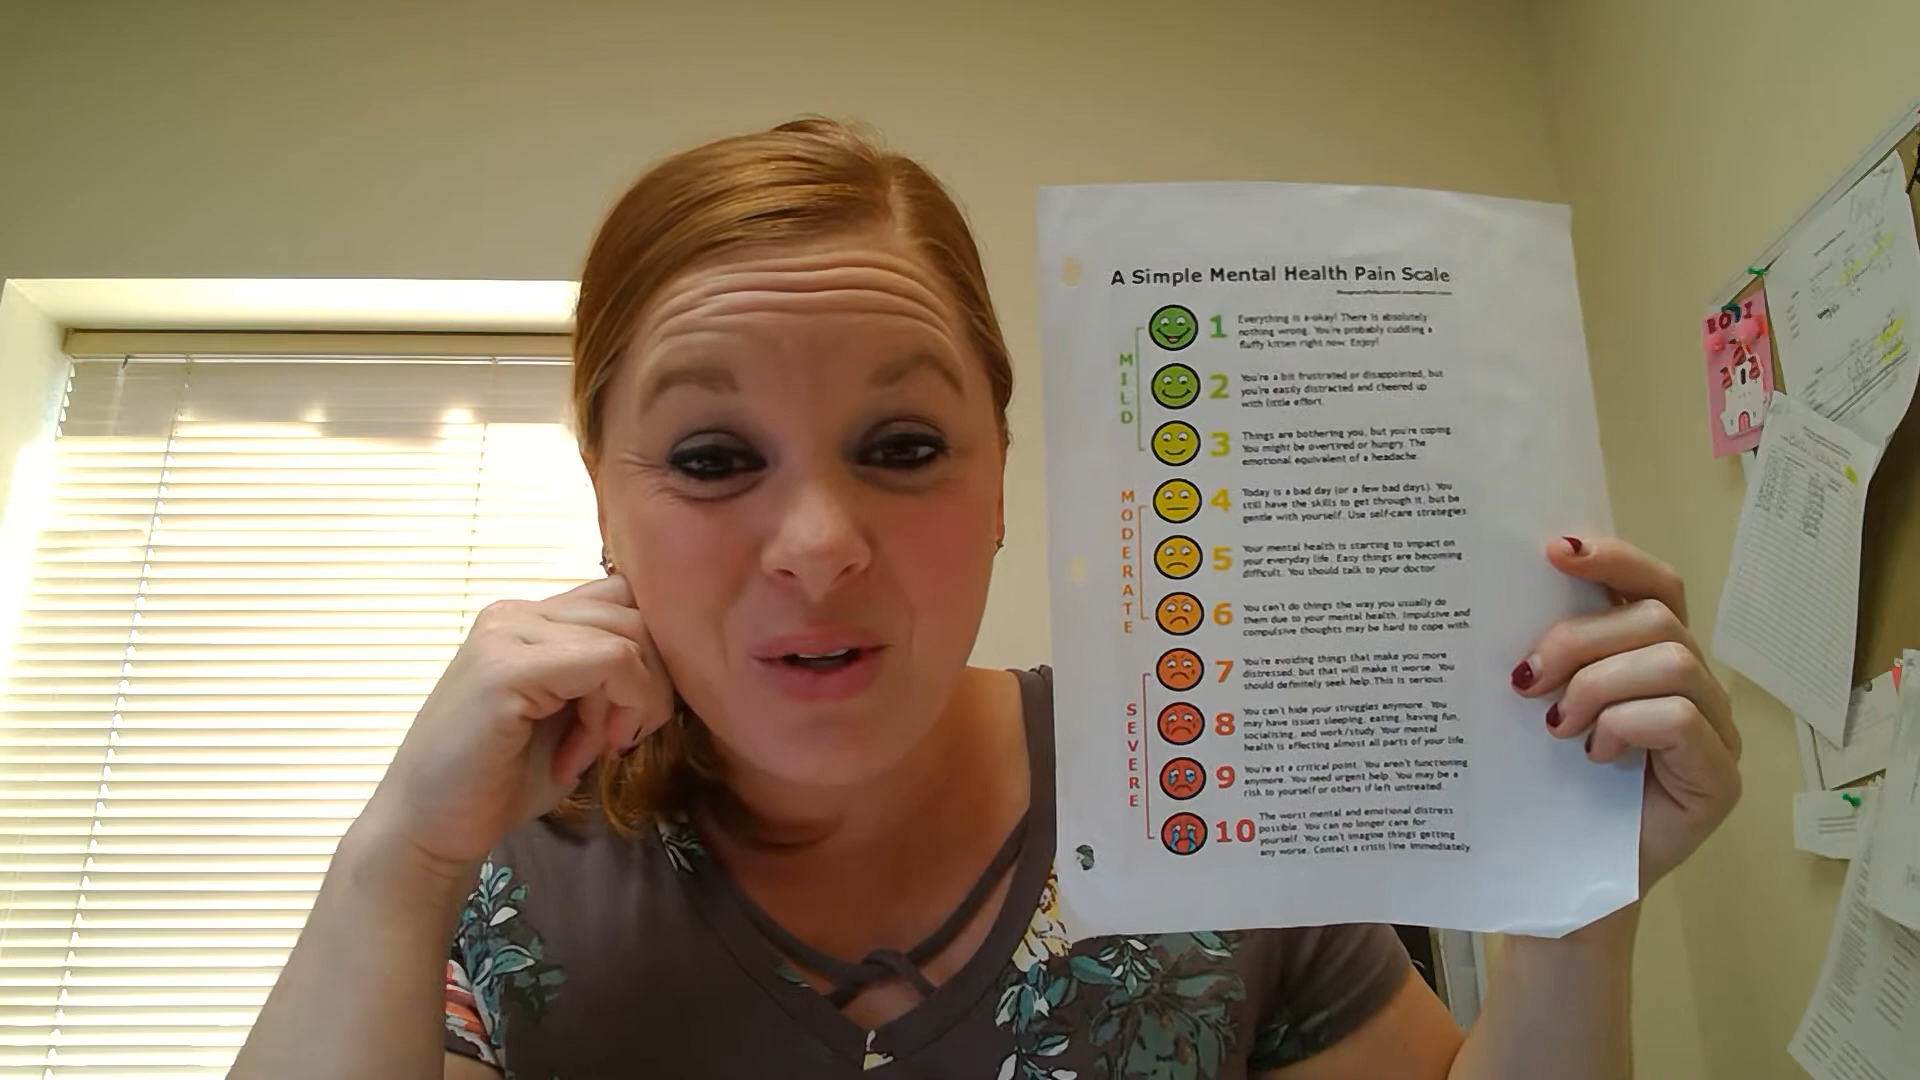 A Simple Mental Health Pain Scale
MILD
1 Everything is a-okay! There is absolutely
nothing wrong. You're probably cuddling a
fluffy kitten right now. Enjoy!
2 You're a bit frustrated or disappointed, but
you're easily distracted and cheered up
with little effort.
3 Things are bothering you, but you're coping.
You might be overtired or hungry. The
emotional equivalent of a headache.
MODERATE
4 Today is a bad day (or a few bad days). You
still have the skills to get through it, but be
gentle with yourself. Use self-care strategies.
5 Your mental health is starting to impact on
your everyday life. Easy things are becoming
difficult. You should talk to your doctor.
6 You can't do things the way you usually do
them due to your mental health. Impulsive and
compulsive thoughts may be hard to cope with.
SEVERE
7 You're avoiding things that make you more
distressed, but that will make it worse. You
should definitely seek help. This is serious.
8 You can't hide your struggles anymore. You
may have issues sleeping, eating, having fun,
socialising, and work/study. Your mental
health is affecting almost all parts of your life.
9 You're at a critical point. You aren't functioning
anymore. You need urgent help. You may be a
risk to yourself or others if left untreated.
10 The worst mental and emotional distress
possible. You can no longer care for
yourself. You can't imagine things getting
any worse. Contact a crisis line immediately.